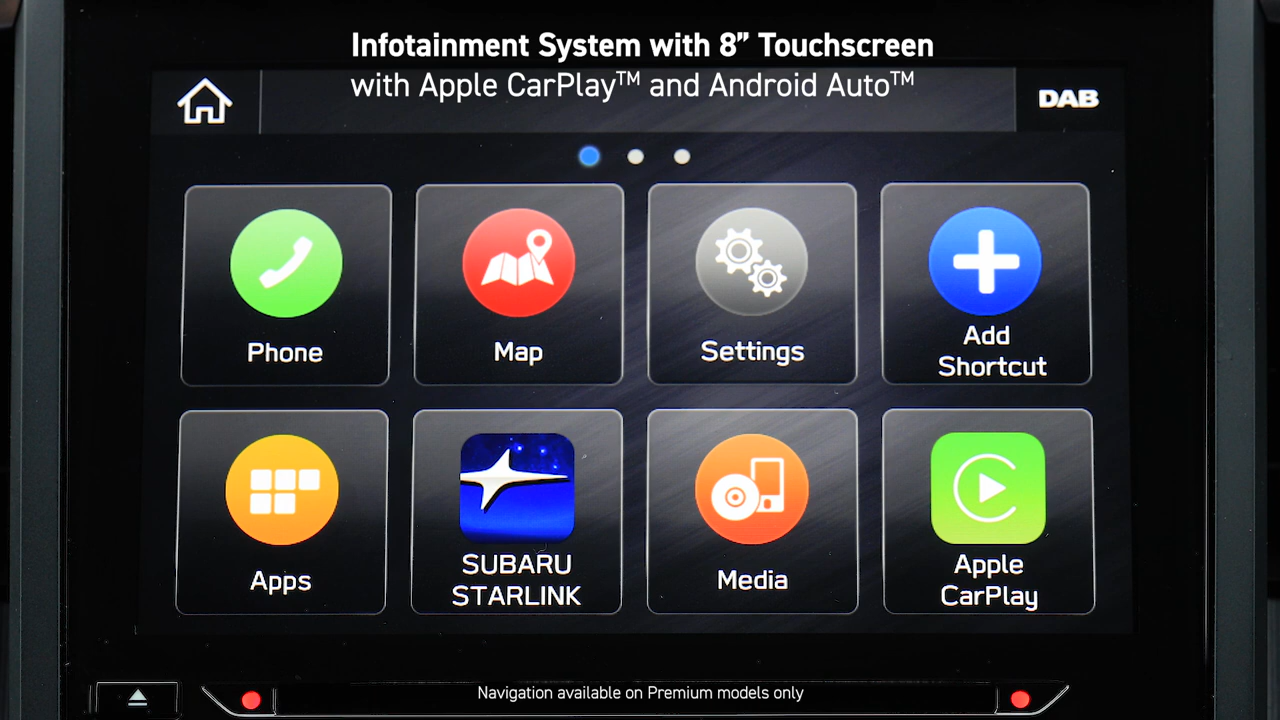 Infotainment System with 8” Touchscreen
with Apple CarPlay™ and Android Auto™
DAB
Phone
Map
Settings
Add
Shortcut
Apps
SUBARU
STARLINK
Media
Apple
CarPlay
Navigation available on Premium models only